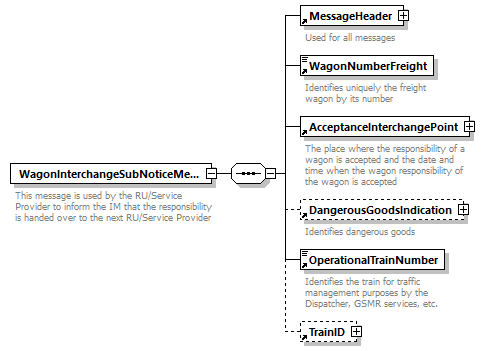 MessageHeader
Used for all messages
WagonNumberFreight
Identifies uniquely the freight
wagon by its number
AcceptanceInterchangePoint
The place where the responsibility of a
wagon is accepted and the date and
time when the wagon responsibility of
the wagon is accepted
WagonInterchangeSubNoticeMe...
This message is used by the RU/Service
Provider to inform the IM that the responsibility
is handed over to the next RU/Service Provider
DangerousGoodsIndication
Identifies dangerous goods
OperationalTrainNumber
Identifies the train for traffic
management purposes by the
Dispatcher, GSMR services, etc.
TrainID